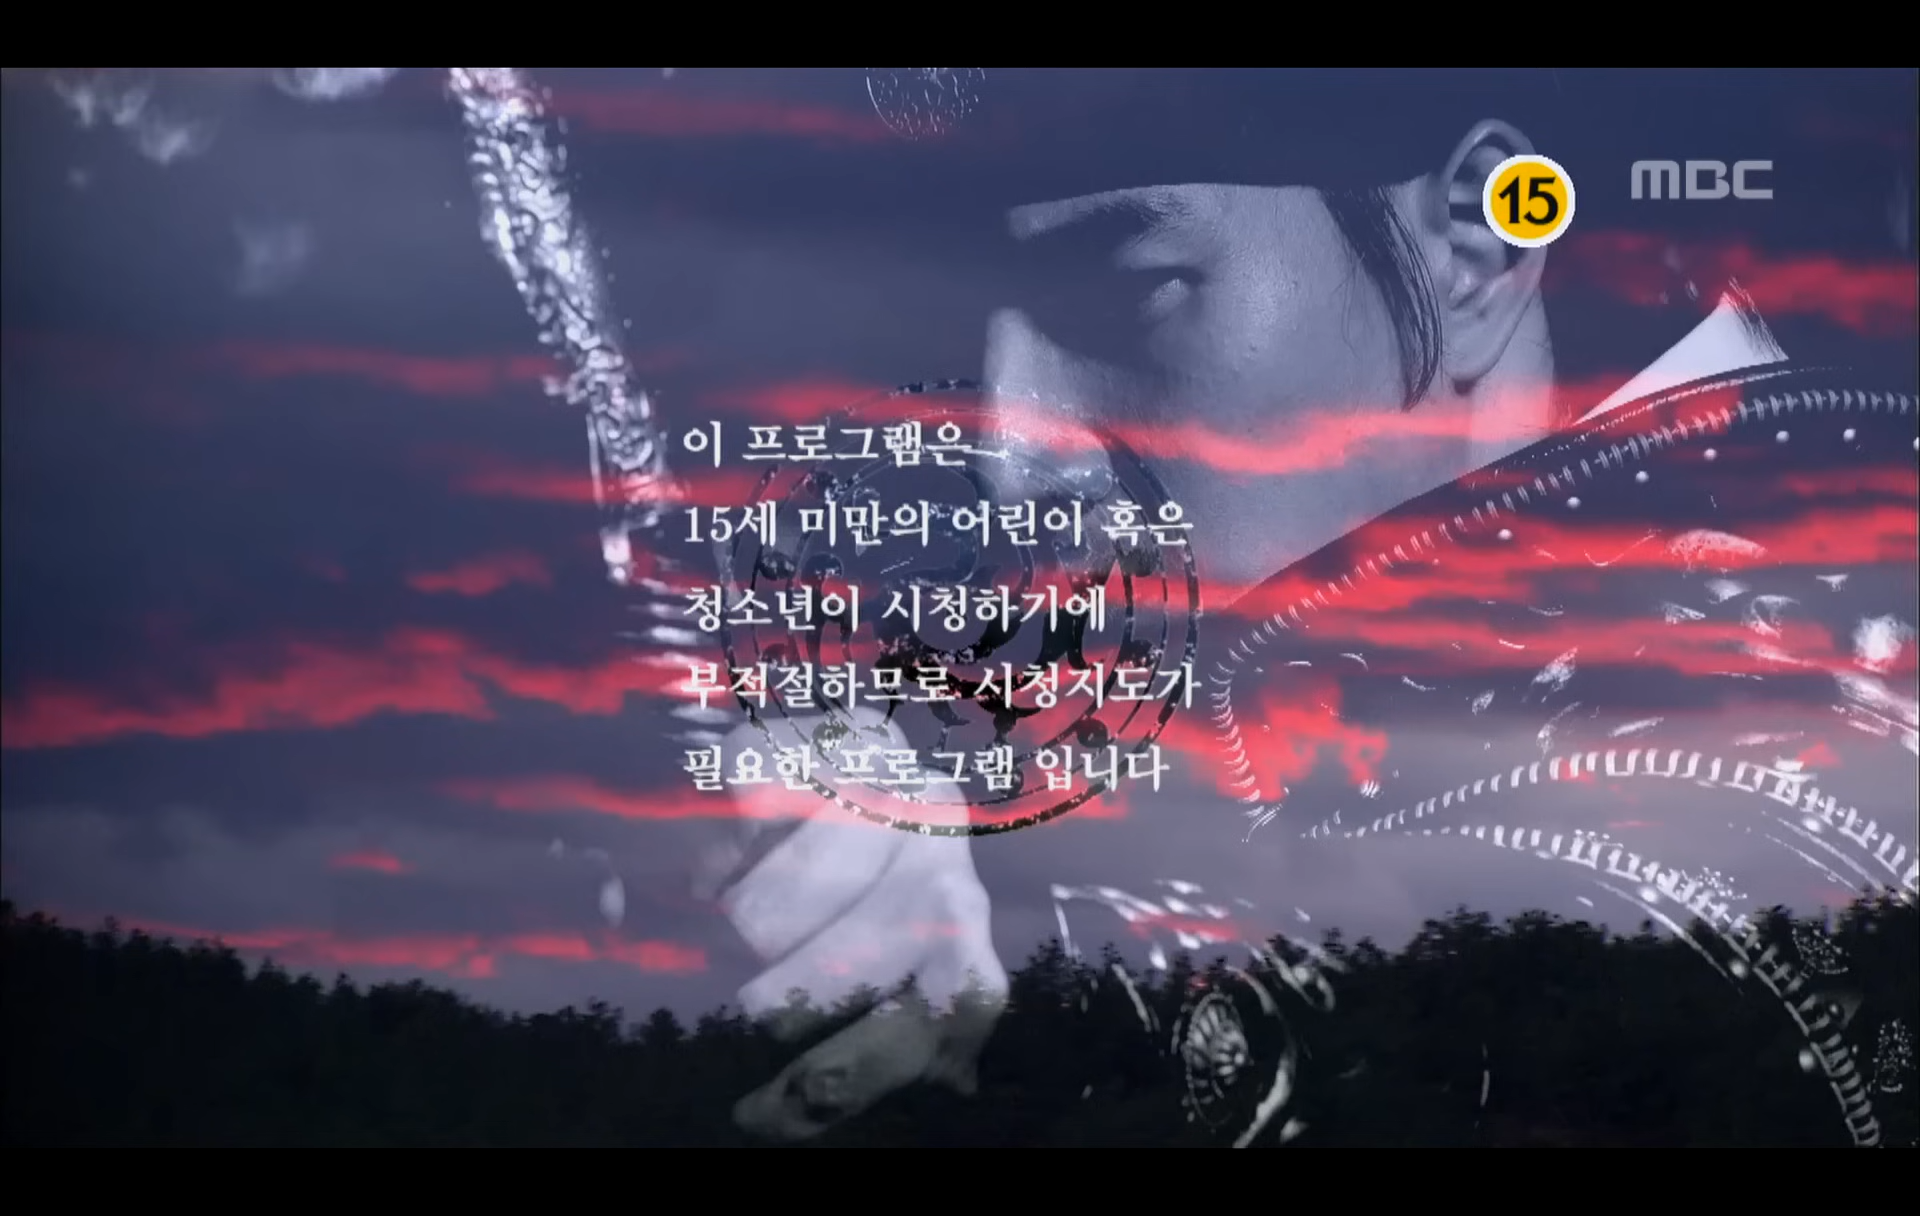 15
MBC
이 프로그램은
15세 미만의 어린이 혹은
청소년이 시청하기에
부적절하므로 시청지도가
필요한 프로그램 입니다